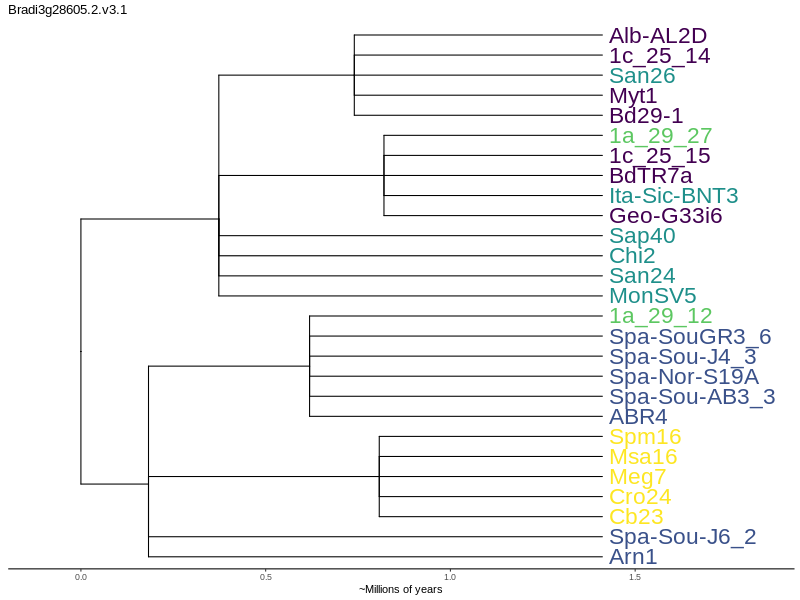 Bradi3g28605.2.v3.1
Alb-AL2D
1c_25_14
San26
Myt1
Bd29-1
1a_29_27
1c_25_15
BdTR7a
Ita-Sic-BNT3
Geo-G33i6
Sap40
Chi2
San24
MonSV5
1a_29_12
Spa-SouGR3_6
Spa-Sou-J4_3
Spa-Nor-S19A
Spa-Sou-AB3_3
ABR4
Spm16
Msa16
Meg7
Cro24
Cb23
Spa-Sou-J6_2
Arn1
0.0 0.5 1.0 1.5
~Millions of years